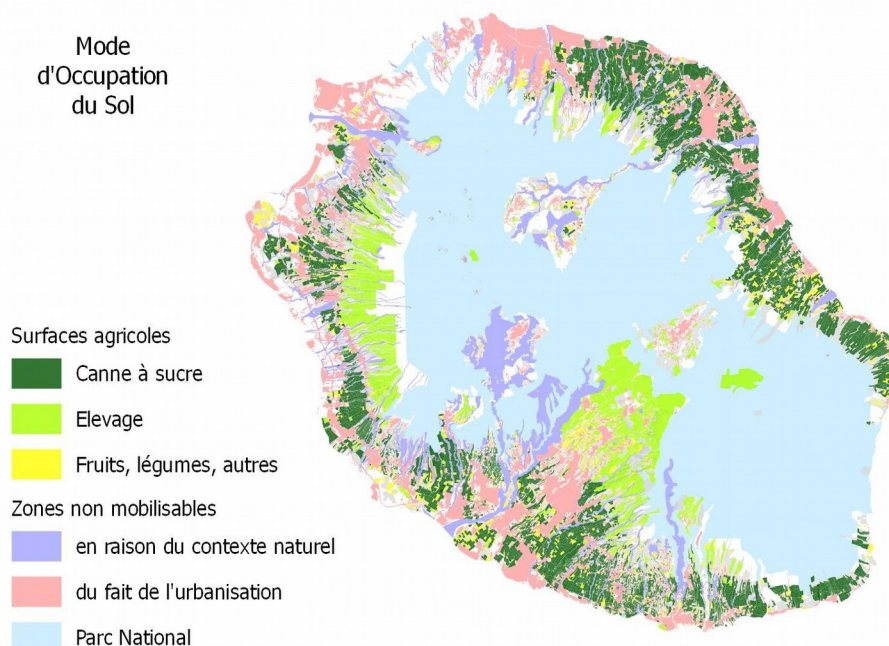 Mode
d'Occupation
du Sol
Surfaces agricoles
Canne à sucre
Elevage
Fruits, légumes, autres
Zones non mobilisables
en raison du contexte naturel
du fait de l'urbanisation
Parc National